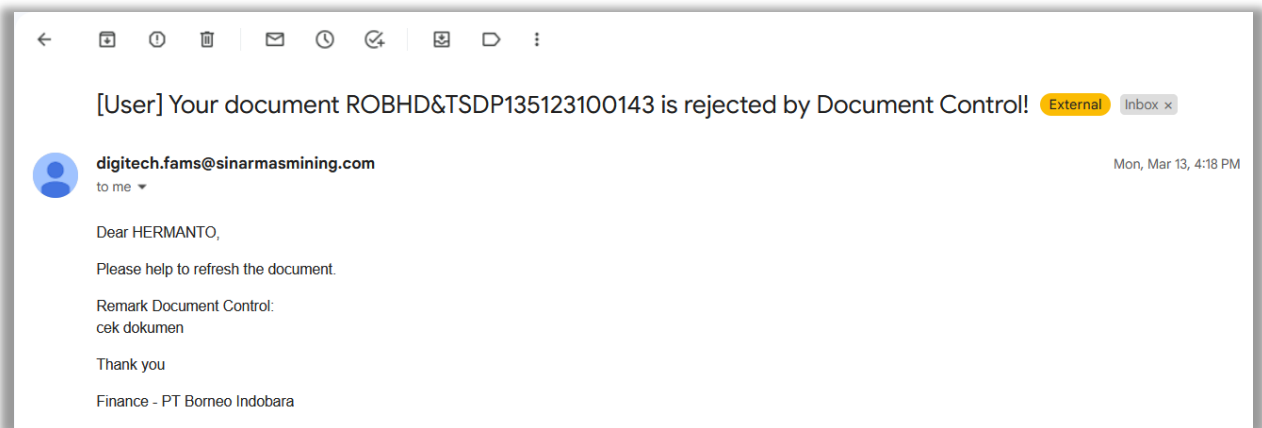 [User] Your document ROBHD&TSDP135123100143 is rejected by Document Control! External Inbox ×
digitech.fams@sinarmasmining.com Mon, Mar 13, 4:18 PM
to me
Dear HERMANTO,
Please help to refresh the document.
Remark Document Control:
cek dokumen
Thank you
Finance - PT Borneo Indobara